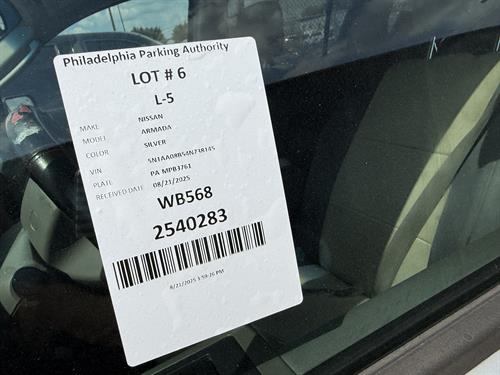 Philadelphia Parking Authority
LOT # 6
L-5
MAKE NISSAN
MODEL ARMADA
COLOR SILVER
VIN 5N1AA08B54N738145
PLATE PA MPB3761
RECEIVED DATE 08/21/2025
WB568
2540283
8/21/2025 3:59:26 PM